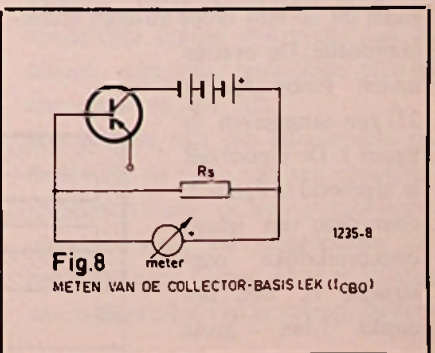 +
Rs
+
1235-8
meter
Fig.8
METEN VAN DE COLLECTOR-BASIS LEK (ICBO)